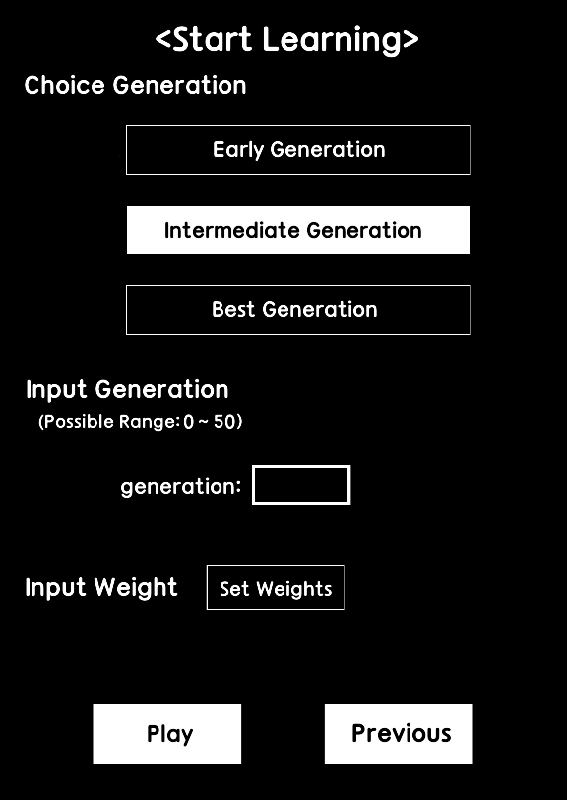 <Start Learning>
Choice Generation
Early Generation
Intermediate Generation
Best Generation
Input Generation
(Possible Range: 0 ~ 50)
generation:
Input Weight Set Weights
Play Previous